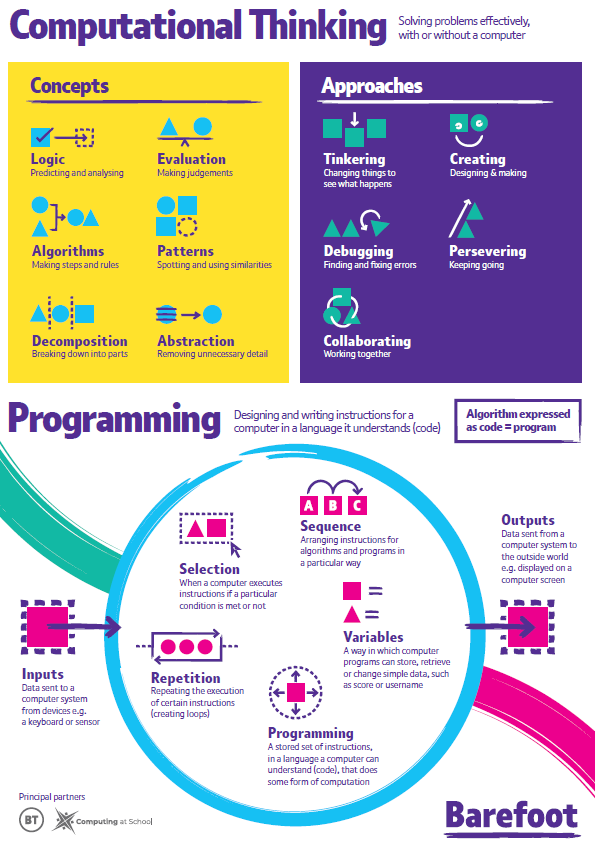 Computational Thinking
Solving problems effectively,
with or without a computer
Concepts
Logic
Predicting and analysing
Evaluation
Making judgements
Algorithms
Making steps and rules
Patterns
Spotting and using similarities
Decomposition
Breaking down into parts
Abstraction
Removing unnecessary detail
Approaches
Tinkering
Changing things to
see what happens
Creating
Designing & making
Debugging
Finding and fixing errors
Persevering
Keeping going
Collaborating
Working together
Programming
Designing and writing instructions for a
computer in a language it understands (code)
Algorithm expressed
as code = program
A B C
Sequence
Arranging instructions for
algorithms and programs in
a particular way
Selection
When a computer executes
instructions if a particular
condition is met or not
Outputs
Data sent from a
computer system to
the outside world
e.g. displayed on a
computer screen
Variables
A way in which computer
programs can store, retrieve
or change simple data, such
as score or username
Inputs
Data sent to a
computer system
from devices e.g.
a keyboard or sensor
Repetition
Repeating the execution
of certain instructions
(creating loops)
Programming
A stored set of instructions,
in a language a computer can
understand (code), that does
some form of computation
Principal partners
BT
Computing at School
Barefoot